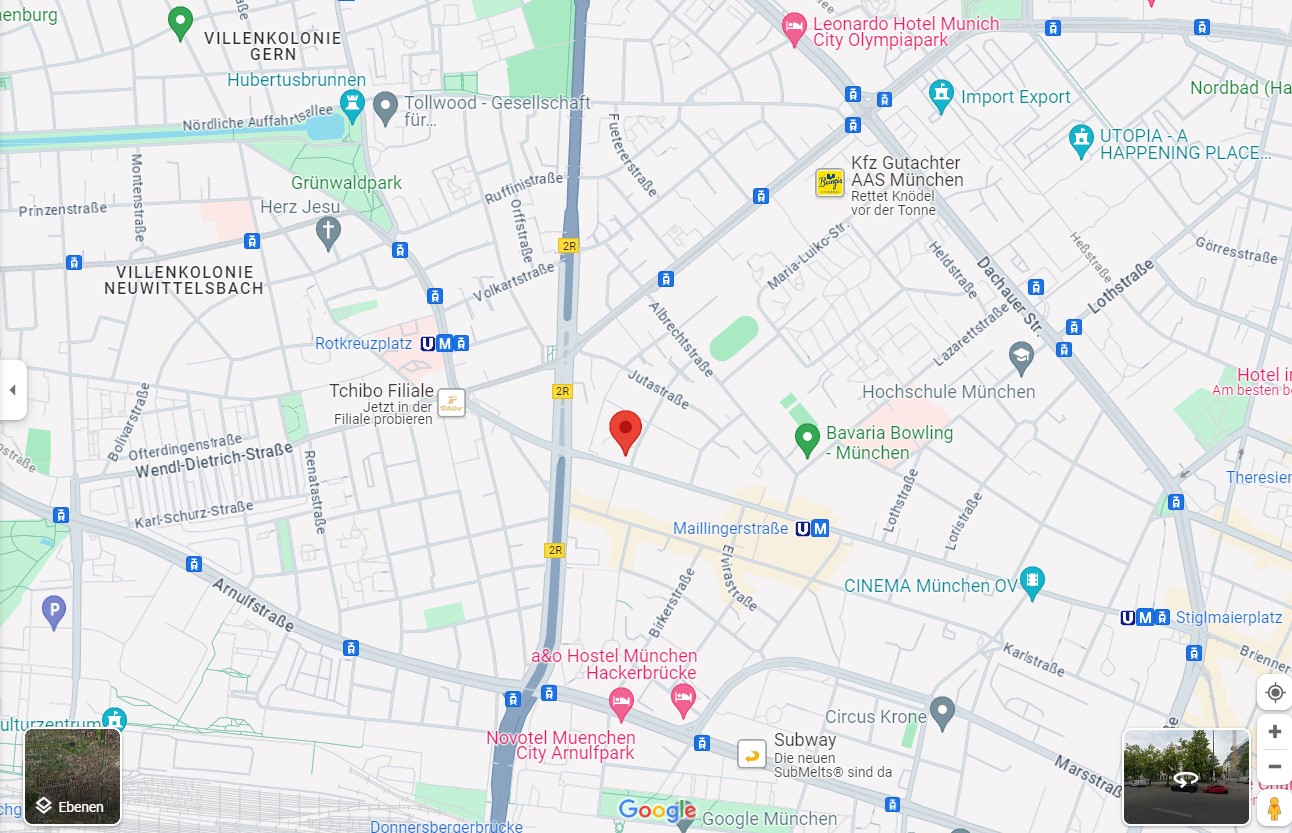 enburg
VILLENKOLONIE
GERN
Leonardo Hotel Munich
City Olympiapark
Hubertusbrunnen
Tollwood - Gesellschaft
für...
Import Export
Nordbad (Ha
Nördliche Auffahrtsallee
Fuetererstraße
UTOPIA - A
HAPPENING PLACE...
Kfz Gutachter
AAS München
Rettet Knödel
vor der Tonne
Montenstraße
Grünwaldpark
Ruffinistraße
Prinzenstraße
Herz Jesu
Orffstraße
Maria-Luiko-Str.
Heßstraße
Görresstraße
2R
Heldstraße
Dachauer Str.
Lothstraße
VILLENKOLONIE
NEUWITTELSBACH
Volkartstraße
Albrechtstraße
Lazarettstraße
Rotkreuzplatz
U M
Hochschule München
Hotel i
Am besten b
Tchibo Filiale
Jetzt in der
Filiale probieren
Tchibo
2R
Jutastraße
Bolivarstraße
Ofterdingenstraße
Wendl-Dietrich-Straße
Bavaria Bowling
- München
Renatastraße
Theresien
Karl-Schurz-Straße
Lothstraße
Loristraße
Maillingerstraße
U M
2R
Elvirastraße
Birkerstraße
CINEMA München OV
Arnulfstraße
P
U M
Stiglmaierplatz
Karlstraße
Brienner
a&o Hostel München
Hackerbrücke
ulturzentrum
Circus Krone
Novotel Muenchen
City Arnulfpark
Subway
Die neuen
SubMelts® sind da
Marsstraße
Ebenen
Google
Google München
Donnersbergerbrücke